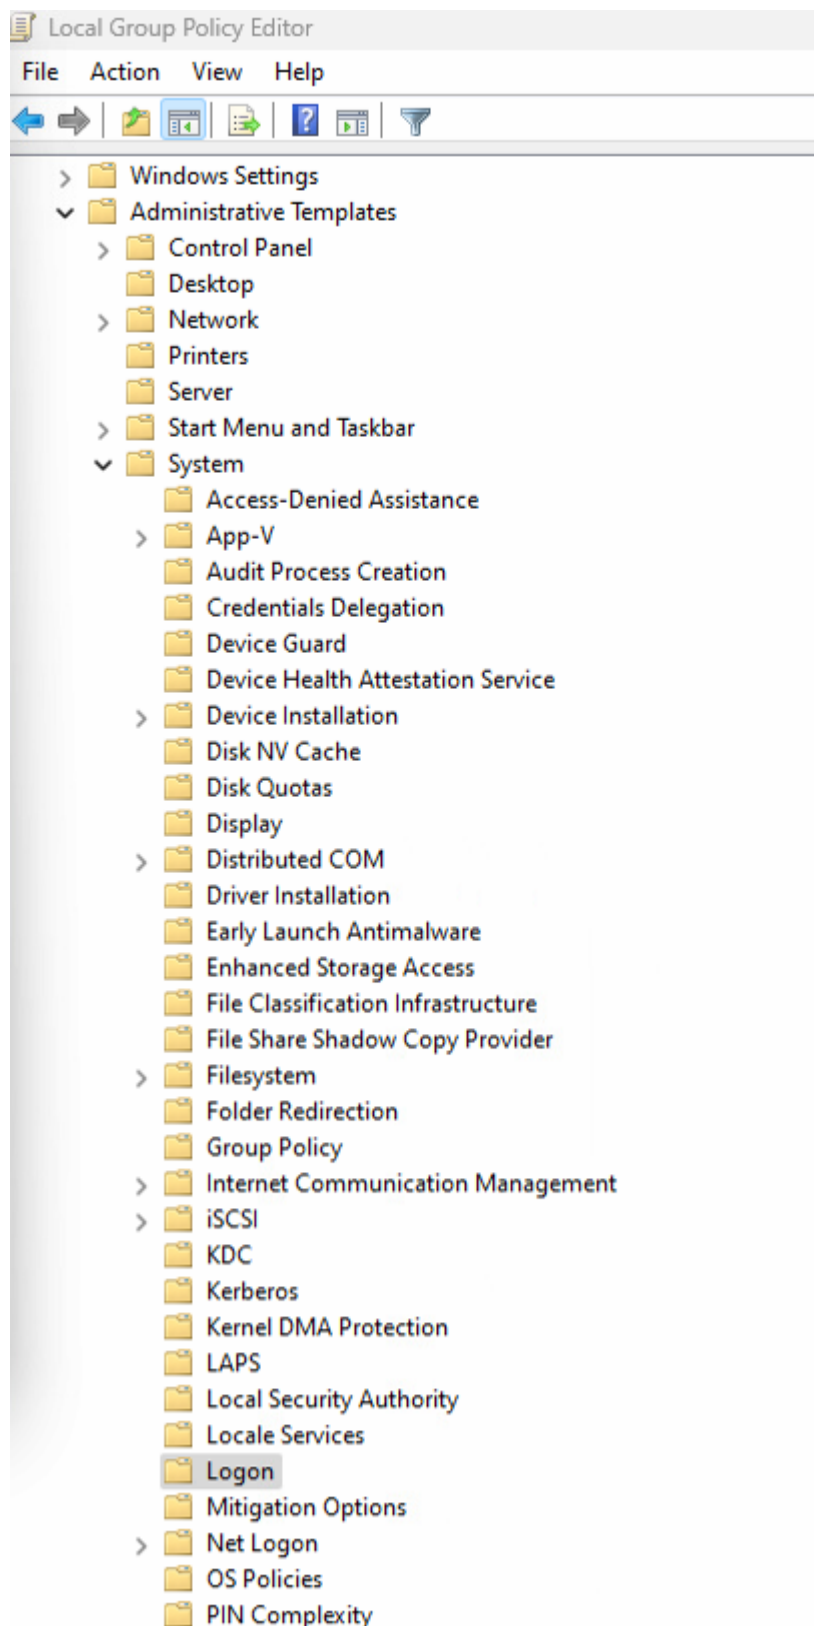 Local Group Policy Editor
File Action View Help
Windows Settings
Administrative Templates
Control Panel
Desktop
Network
Printers
Server
Start Menu and Taskbar
System
Access-Denied Assistance
App-V
Audit Process Creation
Credentials Delegation
Device Guard
Device Health Attestation Service
Device Installation
Disk NV Cache
Disk Quotas
Display
Distributed COM
Driver Installation
Early Launch Antimalware
Enhanced Storage Access
File Classification Infrastructure
File Share Shadow Copy Provider
Filesystem
Folder Redirection
Group Policy
Internet Communication Management
iSCSI
KDC
Kerberos
Kernel DMA Protection
LAPS
Local Security Authority
Locale Services
Logon
Mitigation Options
Net Logon
OS Policies
PIN Complexity